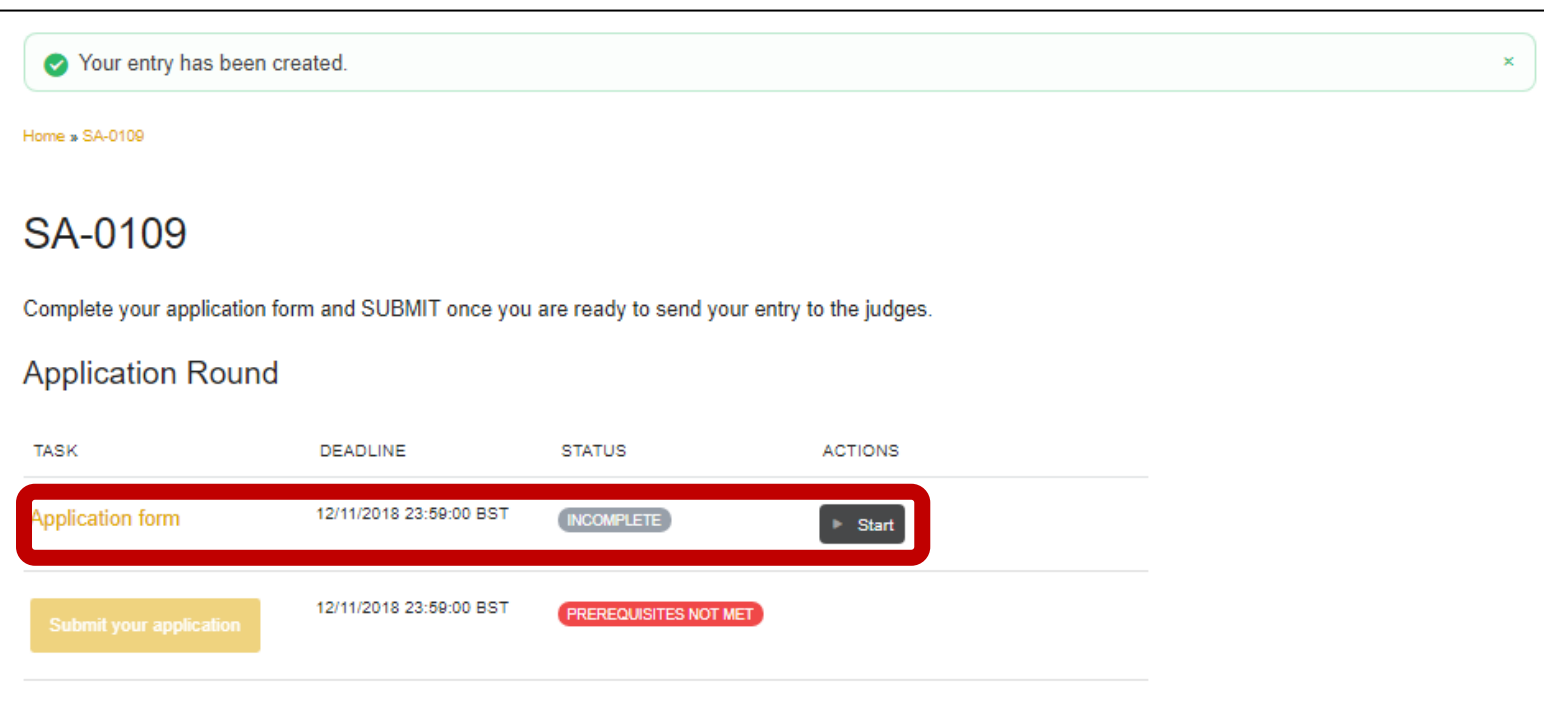 Your entry has been created. ×
Home » SA-0109
SA-0109
Complete your application form and SUBMIT once you are ready to send your entry to the judges.
Application Round
TASK DEADLINE STATUS ACTIONS
Application form 12/11/2018 23:59:00 BST INCOMPLETE Start
Submit your application 12/11/2018 23:59:00 BST PREREQUISITES NOT MET